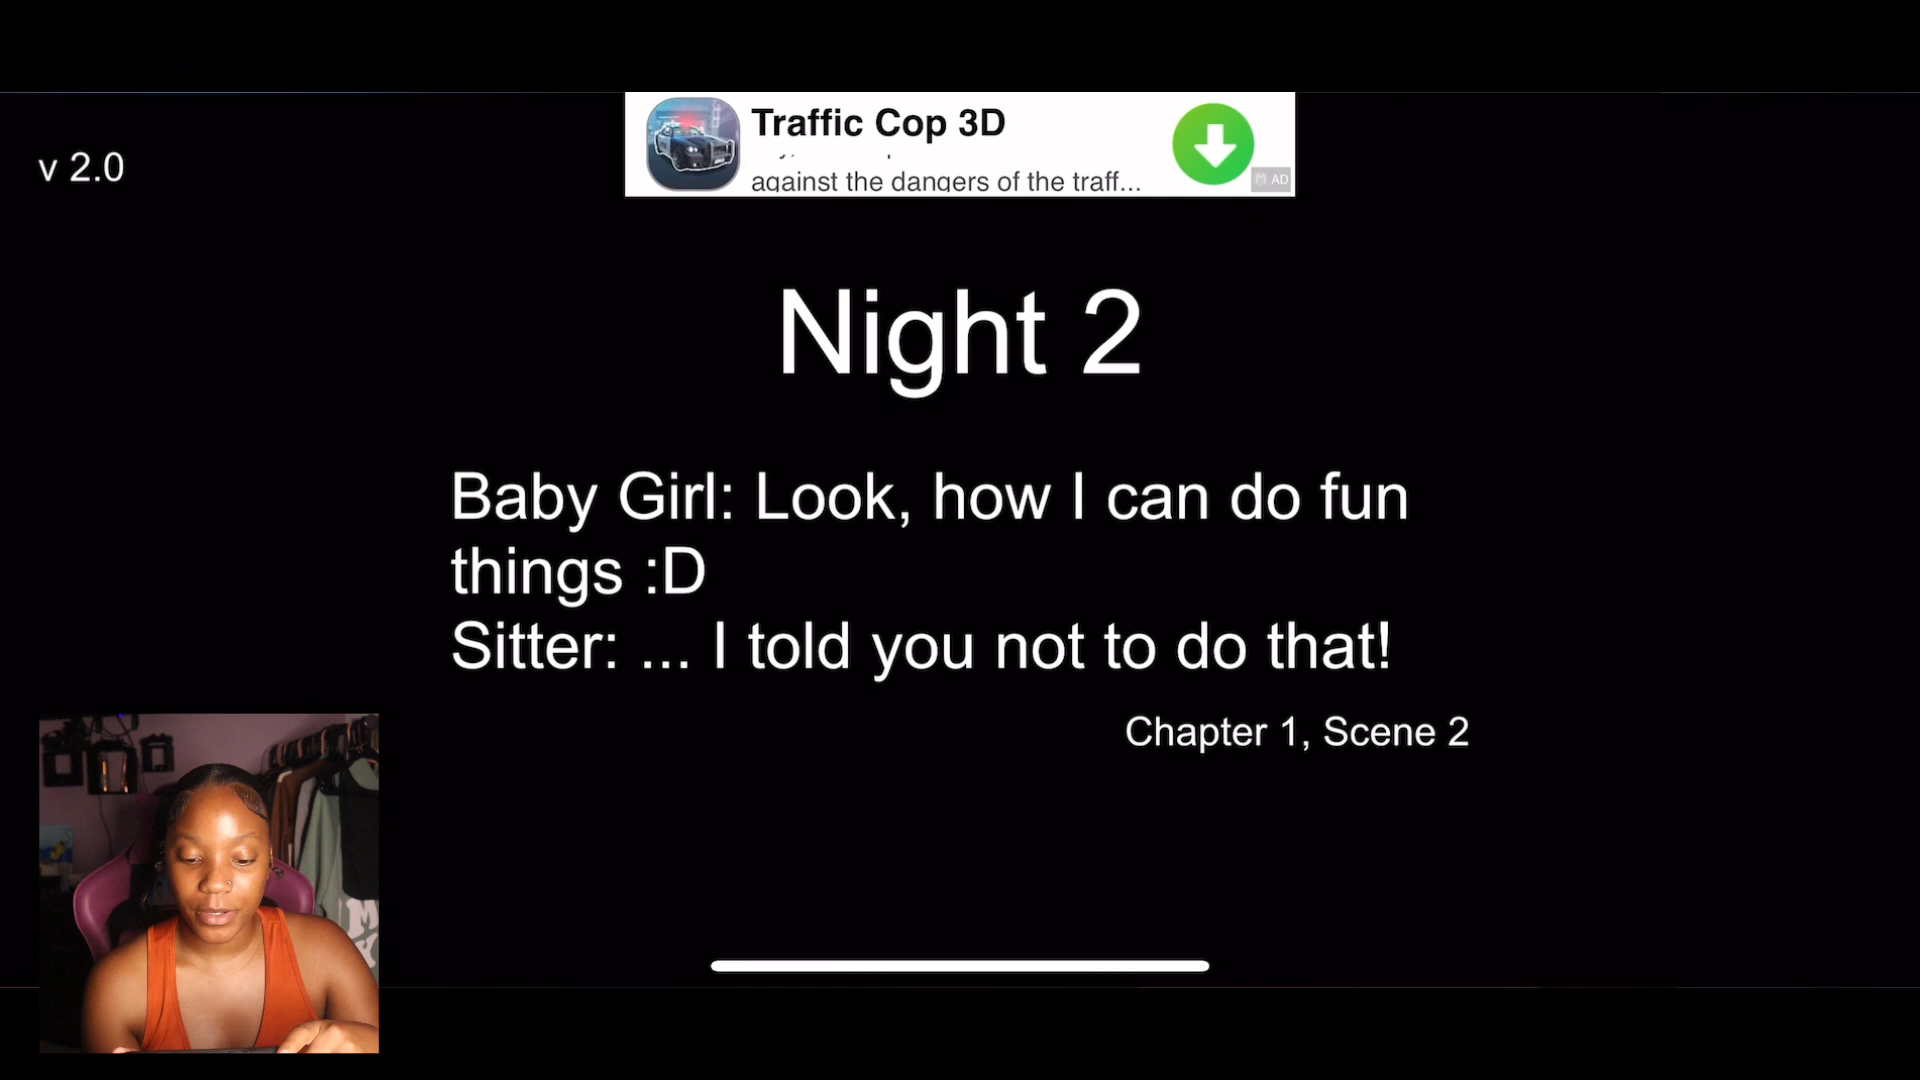 Traffic Cop 3D
against the dangers of the traff...
AD
v 2.0
Night 2
Baby Girl: Look, how I can do fun
things :D
Sitter: ... I told you not to do that!
Chapter 1, Scene 2